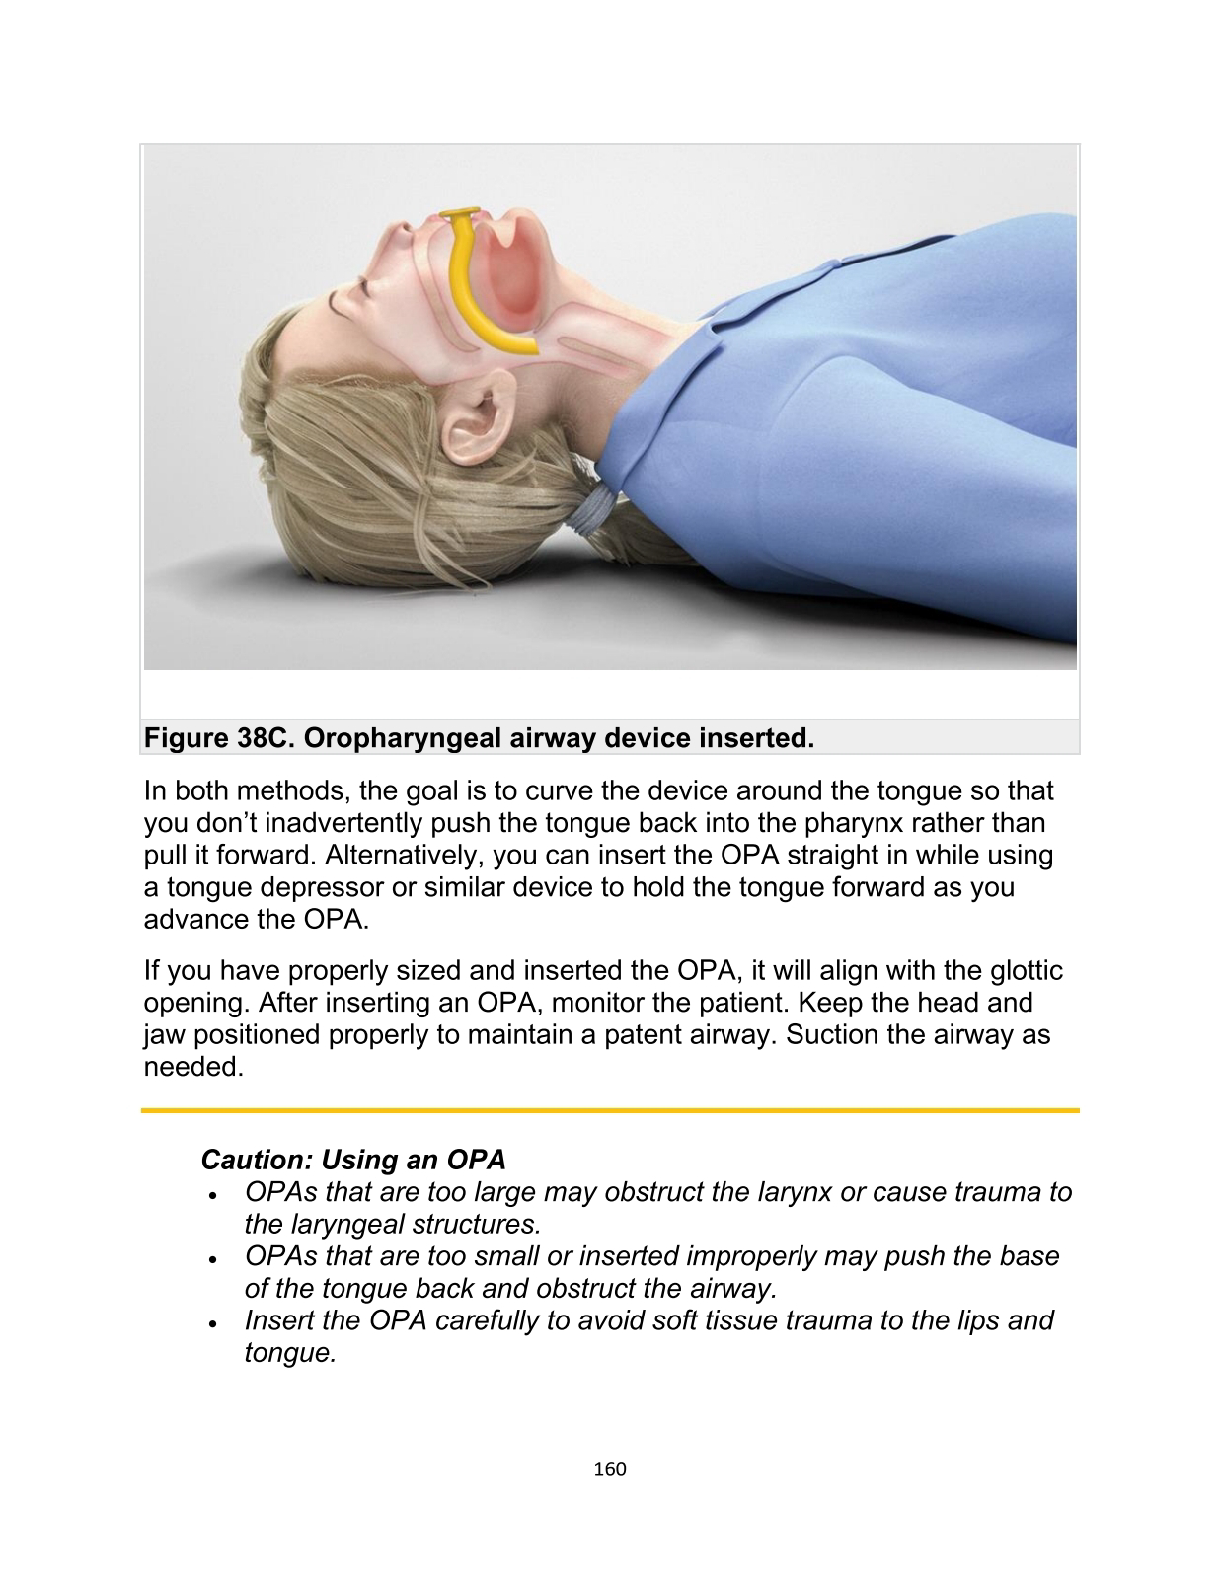 Figure 38C. Oropharyngeal airway device inserted.
In both methods, the goal is to curve the device around the tongue so that
you don’t inadvertently push the tongue back into the pharynx rather than
pull it forward. Alternatively, you can insert the OPA straight in while using
a tongue depressor or similar device to hold the tongue forward as you
advance the OPA.
If you have properly sized and inserted the OPA, it will align with the glottic
opening. After inserting an OPA, monitor the patient. Keep the head and
jaw positioned properly to maintain a patent airway. Suction the airway as
needed.
Caution: Using an OPA
• OPAs that are too large may obstruct the larynx or cause trauma to
the laryngeal structures.
• OPAs that are too small or inserted improperly may push the base
of the tongue back and obstruct the airway.
• Insert the OPA carefully to avoid soft tissue trauma to the lips and
tongue.
160